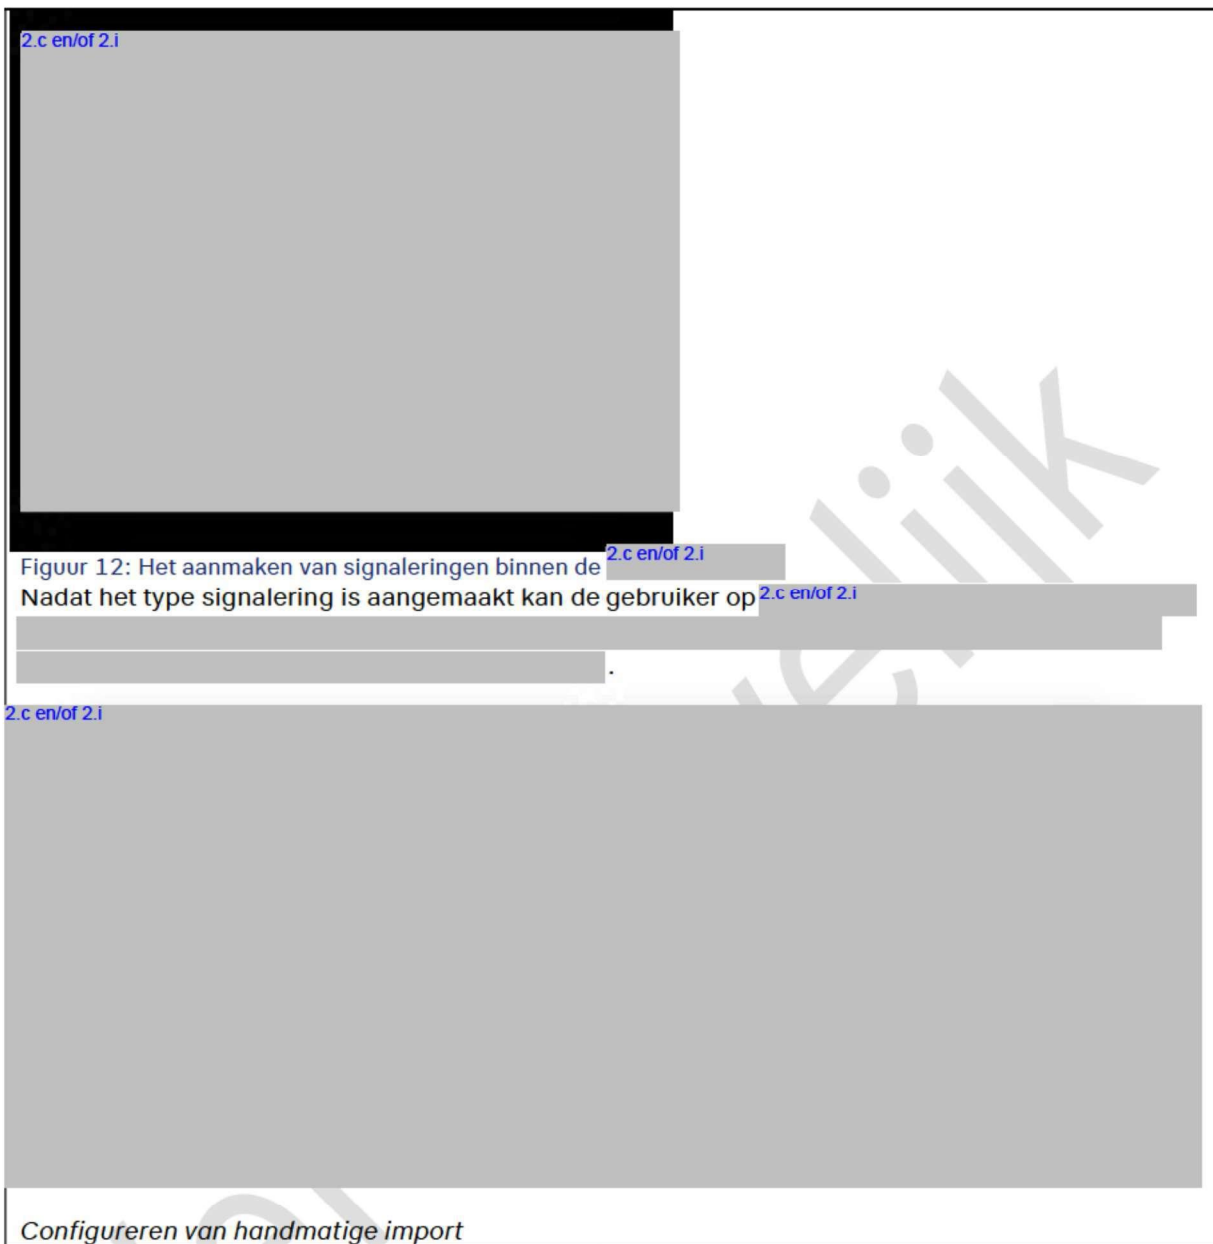 2.c en/of 2.i
Figuur 12: Het aanmaken van signaleringen binnen de 2.c en/of 2.i
Nadat het type signalering is aangemaakt kan de gebruiker op 2.c en/of 2.i
.
2.c en/of 2.i
Configureren van handmatige import